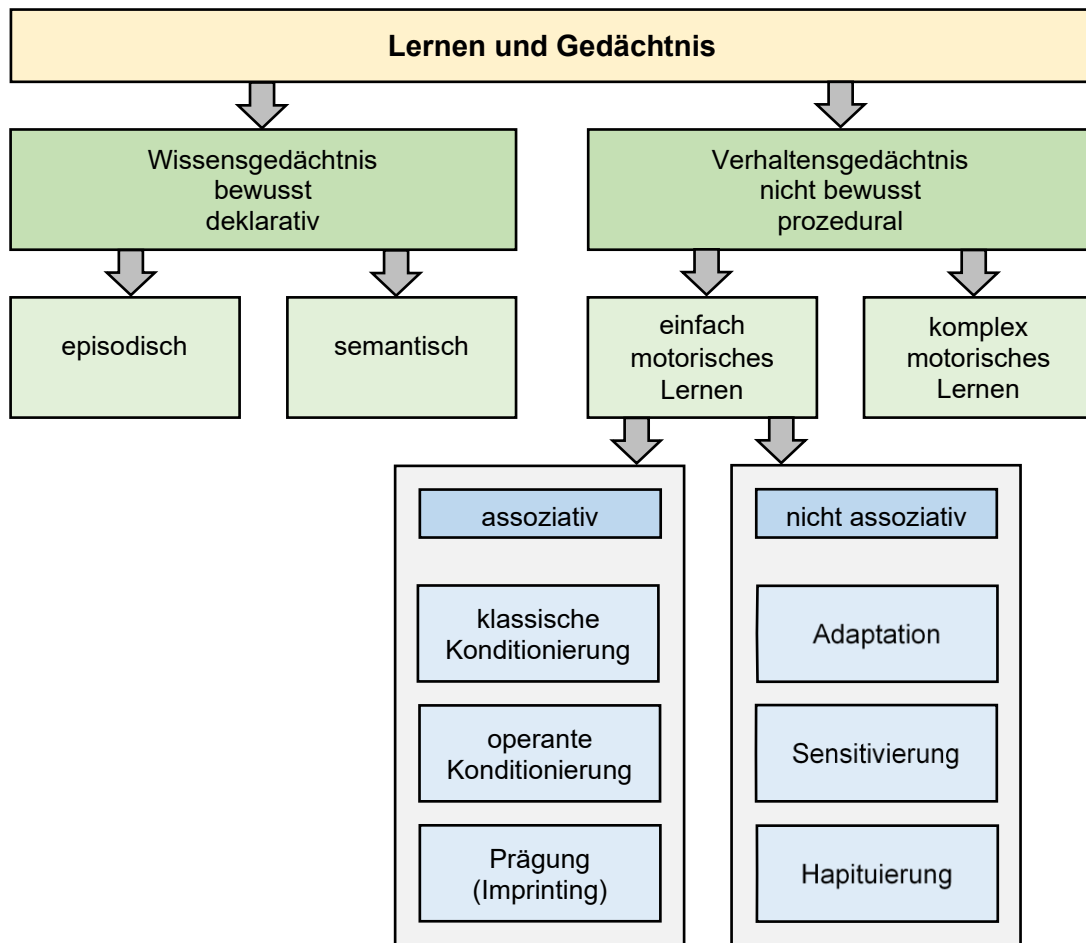 Lernen und Gedächtnis
Wissensgedächtnis
bewusst
deklarativ
Verhaltensgedächtnis
nicht bewusst
prozedural
episodisch
semantisch
einfach
motorisches
Lernen
komplex
motorisches
Lernen
assoziativ
klassische
Konditionierung
operante
Konditionierung
Prägung
(Imprinting)
nicht assoziativ
Adaptation
Sensitivierung
Hapituierung